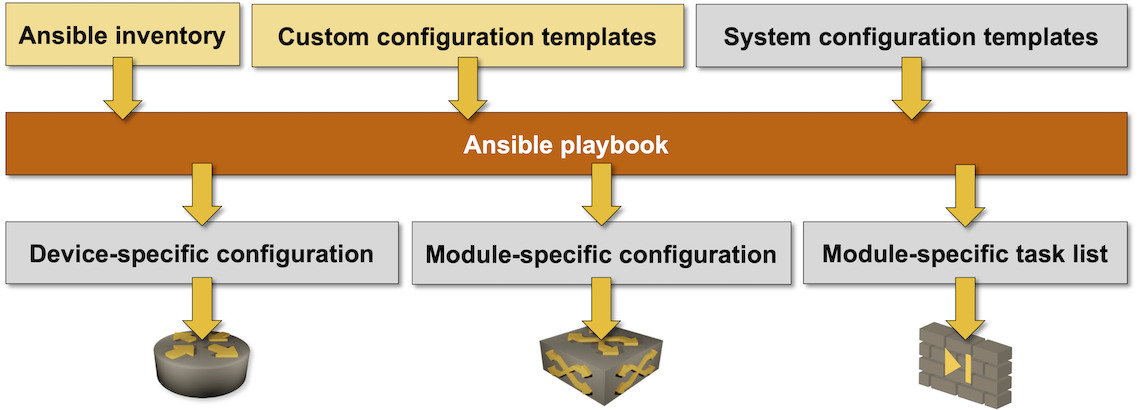 Ansible inventory
Custom configuration templates
System configuration templates
Ansible playbook
Device-specific configuration
Module-specific configuration
Module-specific task list